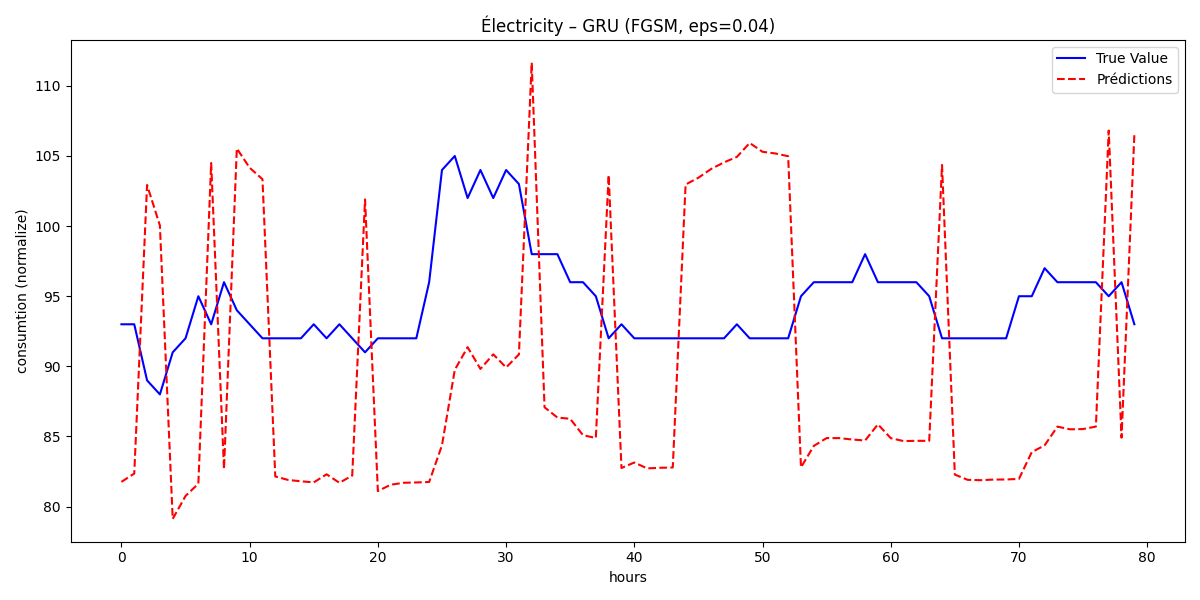 Électricity – GRU (FGSM, eps=0.04)
True Value
Prédictions
consumtion (normalize)
110
105
100
95
90
85
80
0 10 20 30 40 50 60 70 80
hours